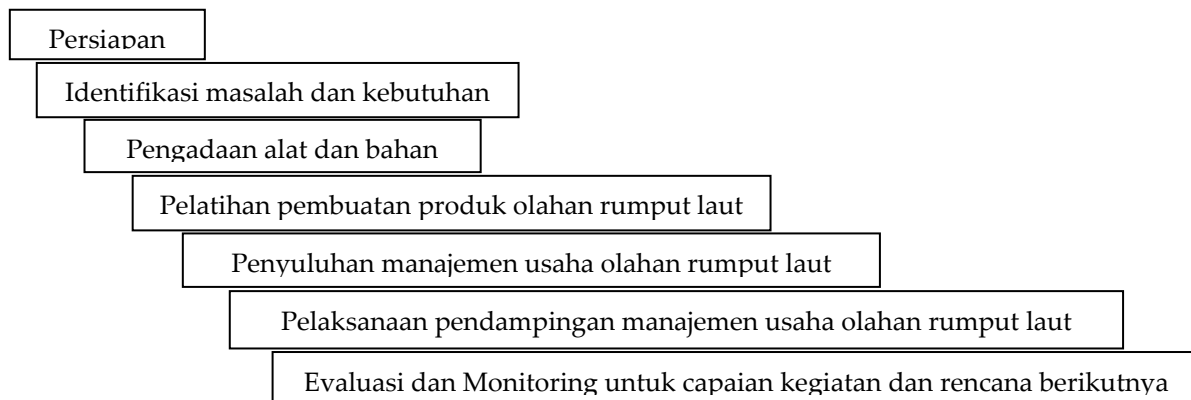 Persiapan
Identifikasi masalah dan kebutuhan
Pengadaan alat dan bahan
Pelatihan pembuatan produk olahan rumput laut
Penyuluhan manajemen usaha olahan rumput laut
Pelaksanaan pendampingan manajemen usaha olahan rumput laut
Evaluasi dan Monitoring untuk capaian kegiatan dan rencana berikutnya